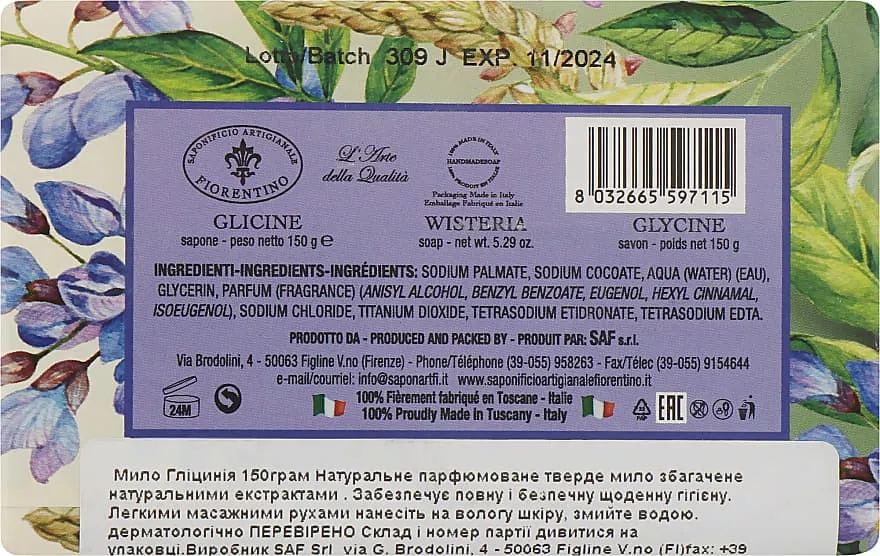 Lotto/Batch 309 J EXP. 11/2024
SAPONIFICIO ARTIGIANALE
FIORENTINO
L'Arte
della Qualità
100% MADE IN ITALY
HANDMADESOAP
Packaging Made in Italy
Emballage Fabriqué en Italie
8 032665 597115
GLICINE
sapone - peso netto 150 g e
WISTERIA
soap - net wt. 5.29 oz.
GLYCINE
savon - poids net 150 g
INGREDIENTI-INGREDIENTS-INGRÉDIENTS: SODIUM PALMATE, SODIUM COCOATE, AQUA (WATER) (EAU),
GLYCERIN, PARFUM (FRAGRANCE) (ANISYL ALCOHOL, BENZYL BENZOATE, EUGENOL, HEXYL CINNAMAL,
ISOEUGENOL), SODIUM CHLORIDE, TITANIUM DIOXIDE, TETRASODIUM ETIDRONATE, TETRASODIUM EDTA.
PRODOTTO DA - PRODUCED AND PACKED BY - PRODUIT PAR: SAF s.r.l.
Via Brodolini, 4 - 50063 Figline V.no (Firenze) - Phone/Téléphone (39-055) 958263 - Fax/Télec (39-055) 9154644
e-mail/courriel: info@saponartfi.it - www.saponificioartigianalefiorentino.it
100% Fièrement fabriqué en Toscane - Italie
100% Proudly Made in Tuscany - Italy
24M
EAC
Мило Гліцинія 150грам Натуральне парфюмоване тверде мило збагачене
натуральними екстрактами . Забезпечує повну і безпечну щоденну гігієну.
Легкими масажними рухами нанесіть на вологу шкіру, змийте водою.
дерматологічно ПЕРЕВІРЕНО Склад і номер партії дивитися на
упаковці.Виробник SAF Srl via G. Brodolini, 4 - 50063 Figline V.no (FI)fax: +39